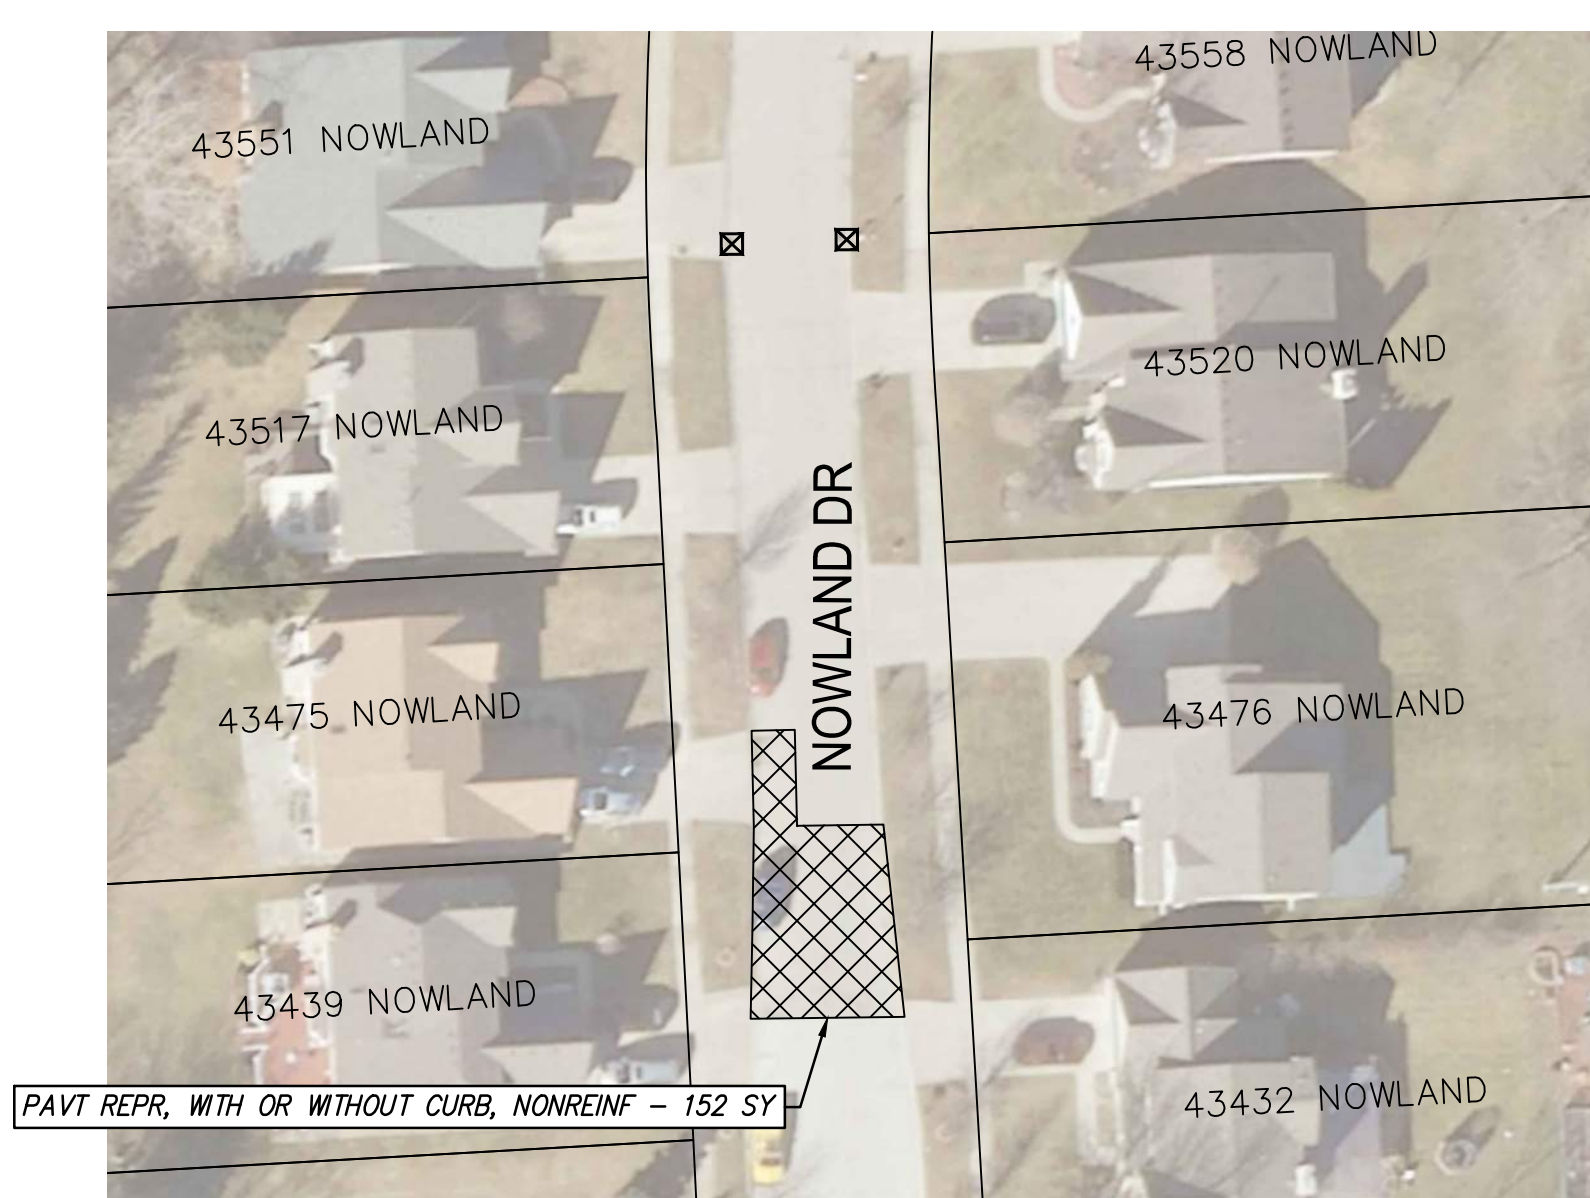 43558 NOWLAND
43551 NOWLAND
43520 NOWLAND
43517 NOWLAND
NOWLAND DR
43475 NOWLAND
43476 NOWLAND
43439 NOWLAND
43432 NOWLAND
PAVT REPR, WITH OR WITHOUT CURB, NONREINF – 152 SY